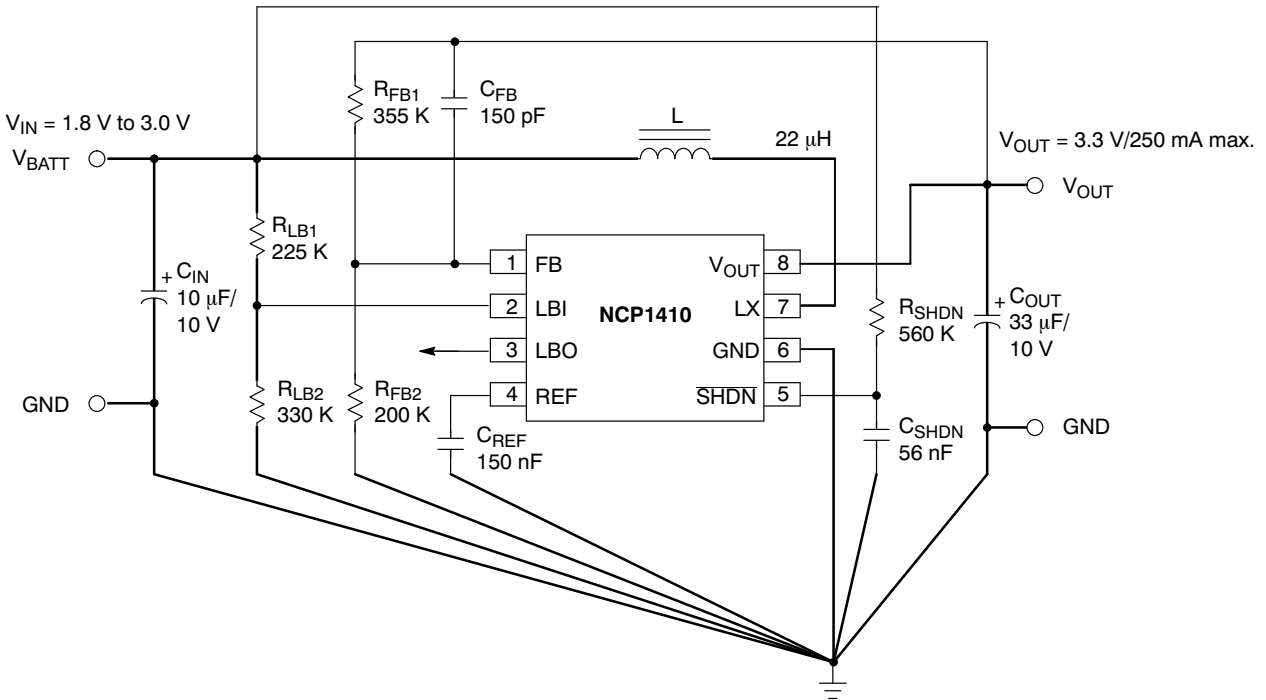 V_IN = 1.8 V to 3.0 V
V_BATT
GND
C_IN
+
10 μF/
10 V
R_LB1
225 K
R_LB2
330 K
R_FB1
355 K
C_FB
150 pF
R_FB2
200 K
C_REF
150 nF
L
22 μH
NCP1410
1 FB
2 LBI
3 LBO
4 REF
V_OUT 8
LX 7
GND 6
SHDN 5
R_SHDN
560 K
C_SHDN
56 nF
+
C_OUT
33 μF/
10 V
V_OUT = 3.3 V/250 mA max.
V_OUT
GND